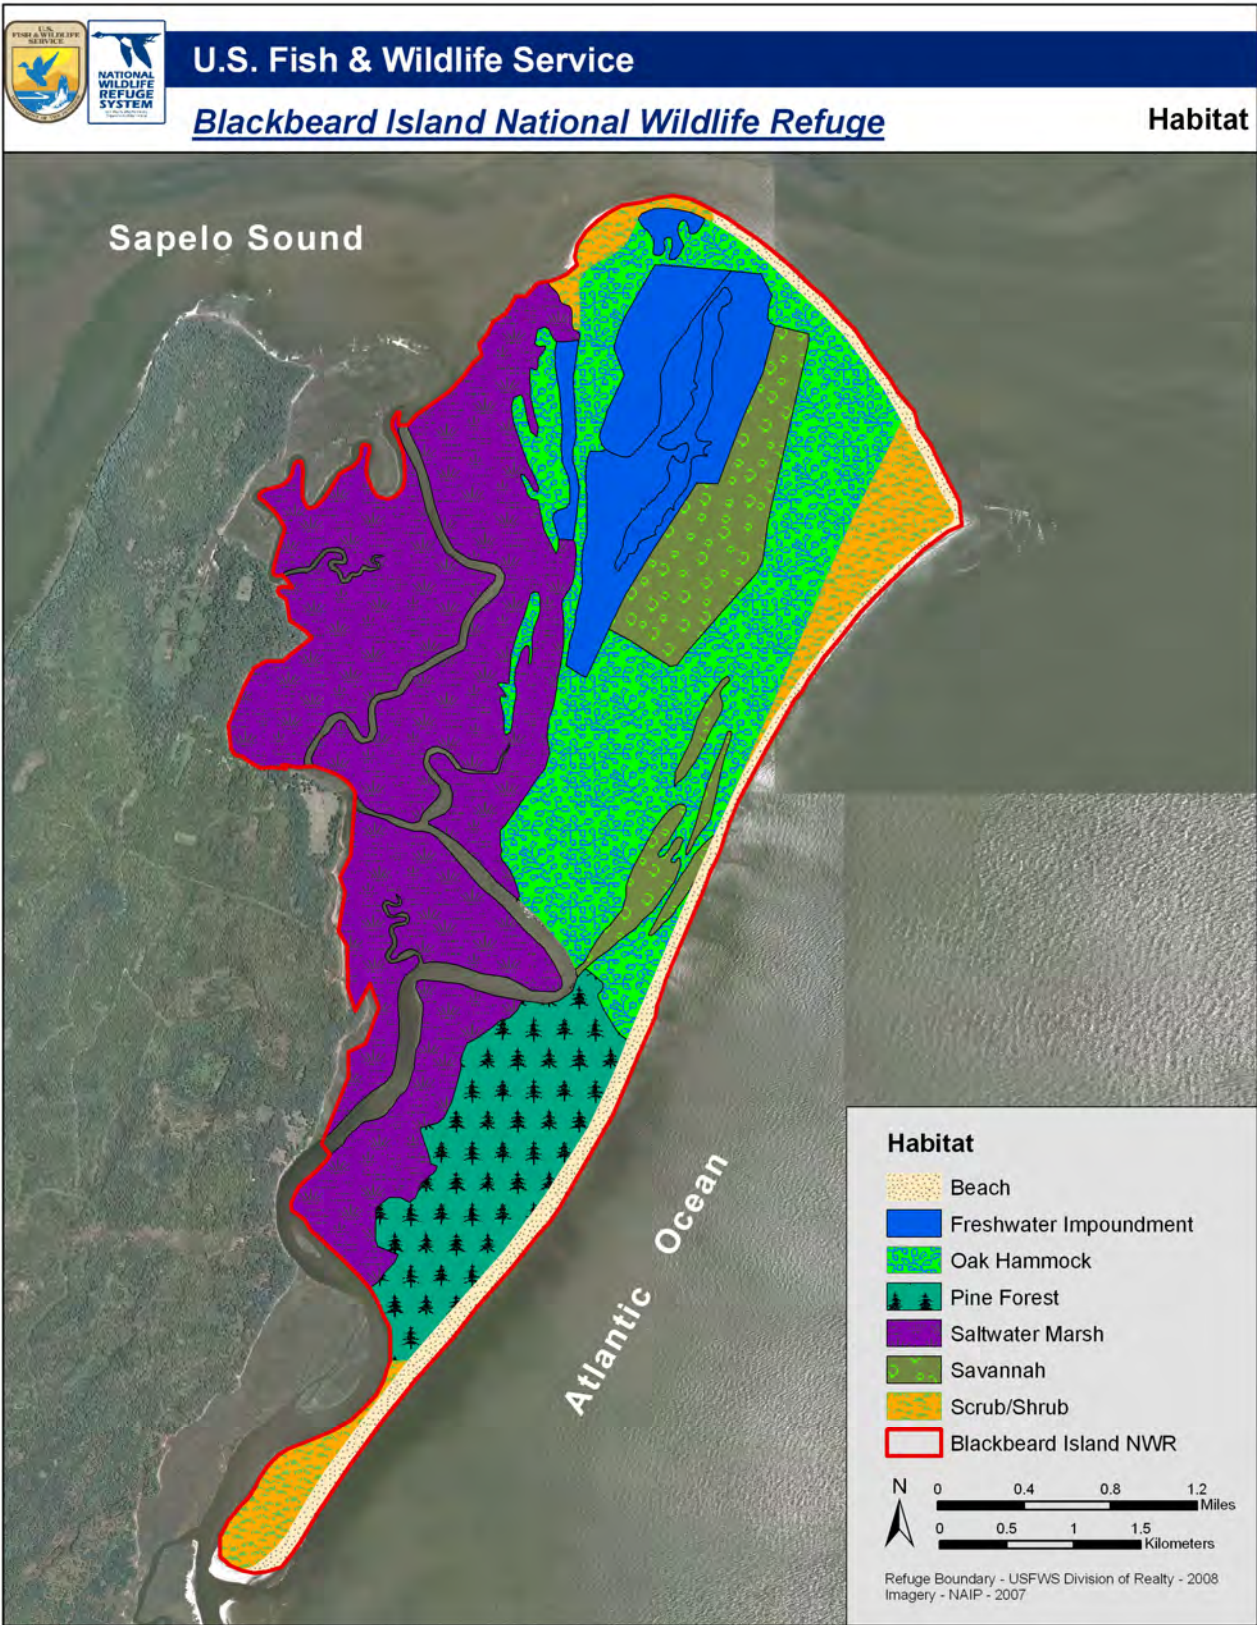 U.S.
FISH & WILDLIFE
SERVICE
NATIONAL
WILDLIFE
REFUGE
SYSTEM
U.S. Fish & Wildlife Service
Blackbeard Island National Wildlife Refuge
Habitat
Sapelo Sound
Atlantic Ocean
Habitat
Beach
Freshwater Impoundment
Oak Hammock
Pine Forest
Saltwater Marsh
Savannah
Scrub/Shrub
Blackbeard Island NWR
N
0 0.4 0.8 1.2
Miles
0 0.5 1 1.5
Kilometers
Refuge Boundary - USFWS Division of Realty - 2008
Imagery - NAIP - 2007